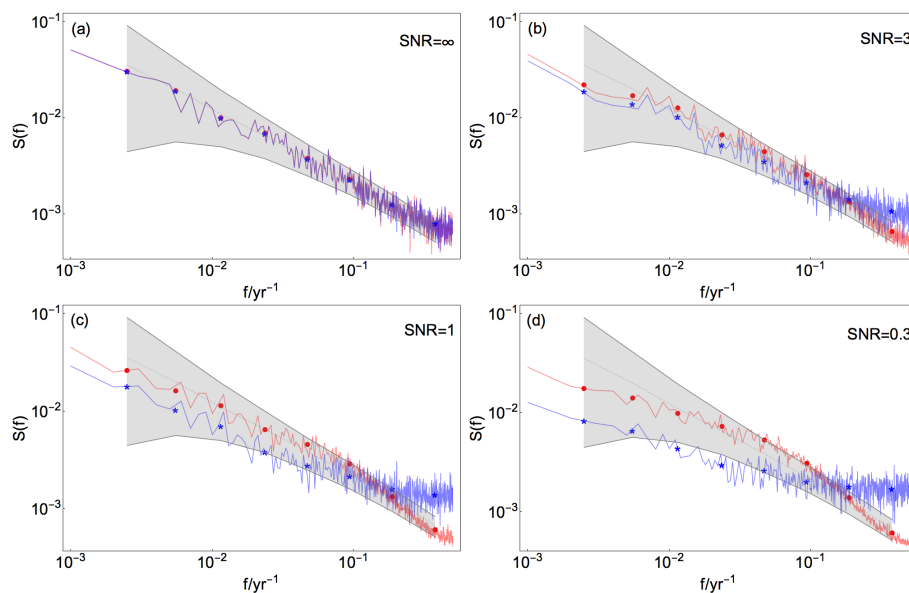 (a)
SNR=∞
S(f)
10⁻¹
10⁻²
10⁻³
10⁻³ 10⁻² 10⁻¹
f/yr⁻¹
(b)
SNR=3
S(f)
10⁻¹
10⁻²
10⁻³
10⁻³ 10⁻² 10⁻¹
f/yr⁻¹
(c)
SNR=1
S(f)
10⁻¹
10⁻²
10⁻³
10⁻³ 10⁻² 10⁻¹
f/yr⁻¹
(d)
SNR=0.3
S(f)
10⁻¹
10⁻²
10⁻³
10⁻³ 10⁻² 10⁻¹
f/yr⁻¹